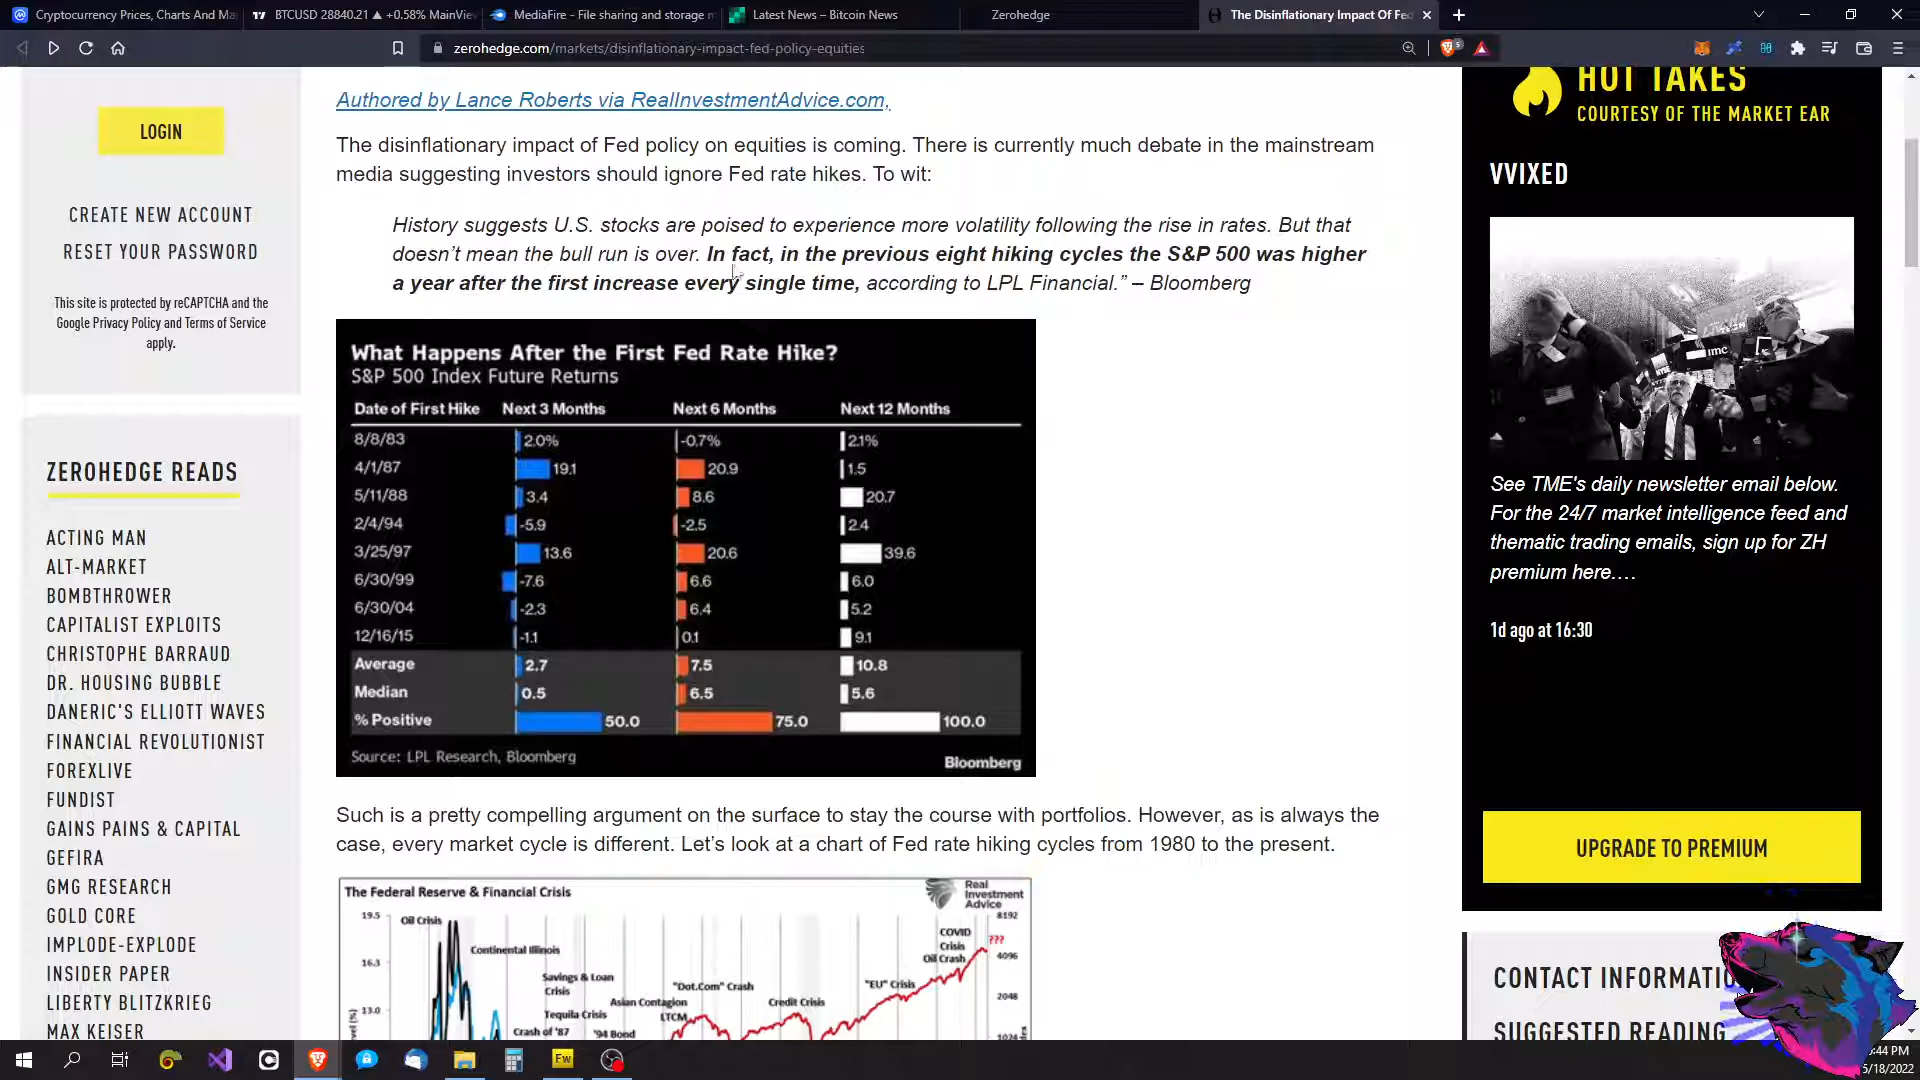 Cryptocurrency Prices, Charts And Ma
BTCUSD 28840.21 ▲ +0.58% MainVie
MediaFire - File sharing and storage m
Latest News – Bitcoin News
Zerohedge
The Disinflationary Impact Of Fed
zerohedge.com/markets/disinflationary-impact-fed-policy-equities
LOGIN
CREATE NEW ACCOUNT
RESET YOUR PASSWORD
This site is protected by reCAPTCHA and the
Google Privacy Policy and Terms of Service
apply.
ZEROHEDGE READS
ACTING MAN
ALT-MARKET
BOMBTHROWER
CAPITALIST EXPLOITS
CHRISTOPHE BARRAUD
DR. HOUSING BUBBLE
DANERIC'S ELLIOTT WAVES
FINANCIAL REVOLUTIONIST
FOREXLIVE
FUNDIST
GAINS PAINS & CAPITAL
GEFIRA
GMG RESEARCH
GOLD CORE
IMPLODE-EXPLODE
INSIDER PAPER
LIBERTY BLITZKRIEG
MAX KEISER
Authored by Lance Roberts via RealInvestmentAdvice.com,
The disinflationary impact of Fed policy on equities is coming. There is currently much debate in the mainstream
media suggesting investors should ignore Fed rate hikes. To wit:
History suggests U.S. stocks are poised to experience more volatility following the rise in rates. But that
doesn't mean the bull run is over. In fact, in the previous eight hiking cycles the S&P 500 was higher
a year after the first increase every single time, according to LPL Financial.” – Bloomberg
What Happens After the First Fed Rate Hike?
S&P 500 Index Future Returns
Date of First Hike Next 3 Months Next 6 Months Next 12 Months
8/8/83 2.0% -0.7% 2.1%
4/1/87 19.1 20.9 1.5
5/11/88 3.4 8.6 20.7
2/4/94 -5.9 -2.5 2.4
3/25/97 13.6 20.6 39.6
6/30/99 -7.6 6.6 6.0
6/30/04 -2.3 6.4 5.2
12/16/15 -1.1 0.1 9.1
Average 2.7 7.5 10.8
Median 0.5 6.5 5.6
% Positive 50.0 75.0 100.0
Source: LPL Research, Bloomberg
Bloomberg
Such is a pretty compelling argument on the surface to stay the course with portfolios. However, as is always the
case, every market cycle is different. Let's look at a chart of Fed rate hiking cycles from 1980 to the present.
The Federal Reserve & Financial Crisis
Real
Investment
Advice
19.5
16.3
13.0
8192
4096
2048
1024
Oil Crisis
Continental Illinois
Savings & Loan
Crisis
Tequila Crisis
Crash of '87
'94 Bond
Asian Contagion
LTCM
"Dot.Com" Crash
Credit Crisis
"EU" Crisis
COVID
Crisis
Oil Crash
???
HOT TAKES
COURTESY OF THE MARKET EAR
VVIXED
imc
See TME's daily newsletter email below.
For the 24/7 market intelligence feed and
thematic trading emails, sign up for ZH
premium here….
1d ago at 16:30
UPGRADE TO PREMIUM
CONTACT INFORMATIO
SUGGESTED READING
Fw
:44 PM
5/18/2022